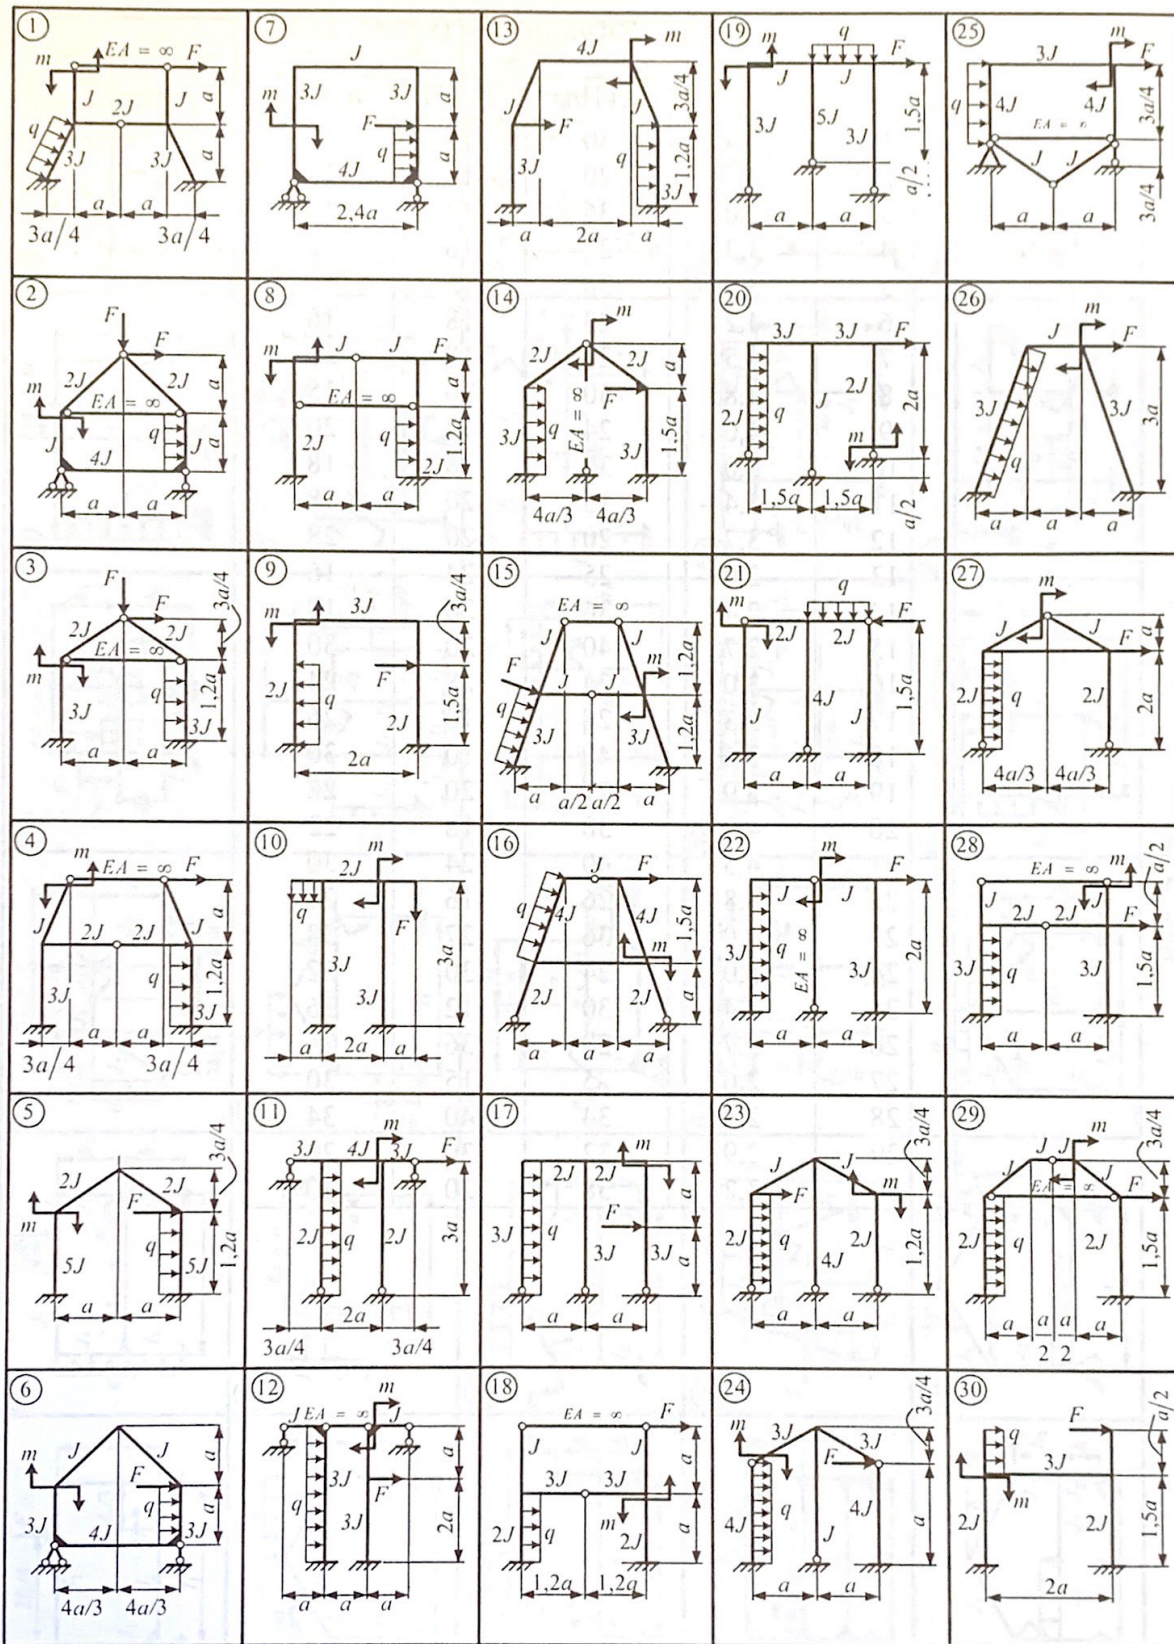 1
EA = ∞
m
F
J
J
2J
q
3J
3J
a
a
a
a
3a/4
3a/4
7
J
3J
3J
m
F
q
4J
a
a
2,4a
13
4J
m
J
J
F
3J
q
3J
3a/4
1,2a
a
2a
a
19
m
q
F
J
J
3J
5J
3J
1,5a
a/2
a
a
25
3J
m
F
q
4J
4J
EA = ∞
J
J
3a/4
3a/4
a
a
2
F
F
2J
2J
EA = ∞
m
J
q
J
4J
a
a
a
a
8
m
J
J
F
EA = ∞
2J
q
2J
a
1,2a
a
a
14
m
2J
2J
F
3J
q
EA = ∞
3J
a
1,5a
4a/3
4a/3
20
3J
3J
F
2J
q
J
2J
m
2a
a/2
1,5a
1,5a
26
J
m
F
3J
q
3J
3a
a
a
a
3
F
F
2J
2J
EA = ∞
m
3J
q
3J
3a/4
1,2a
a
a
9
m
3J
2J
q
F
2J
3a/4
1,5a
2a
15
EA = ∞
J
J
F
J
J
m
q
3J
3J
1,2a
1,2a
a
a/2
a/2
a
21
m
q
F
2J
2J
J
4J
J
1,5a
a
a
27
m
J
J
2J
q
2J
a
2a
4a/3
4a/3
4
m
EA = ∞
F
J
J
2J
2J
3J
q
3J
a
1,2a
3a/4
a
a
3a/4
10
2J
m
q
F
3J
3J
3a
a
2a
a
16
J
F
q
4J
4J
m
2J
2J
1,5a
a
a
a
a
22
m
J
J
F
3J
q
EA = ∞
3J
2a
a
a
28
EA = ∞
m
J
2J
2J
F
3J
q
3J
a/2
1,5a
a
a
5
2J
2J
m
F
5J
q
5J
3a/4
1,2a
a
a
11
3J
4J
m
3J
F
2J
q
2J
3a
3a/4
2a
3a/4
17
2J
2J
m
3J
q
F
3J
3J
a
a
a
a
23
J
J
F
m
2J
q
4J
2J
3a/4
1,2a
a
a
29
J
J
J
m
J
EA = ∞
F
2J
q
2J
3a/4
1,5a
a
a
2
a
2
a
6
J
J
m
F
3J
q
4J
3J
a
a
4a/3
4a/3
12
J
EA = ∞
m
J
q
3J
3J
F
a
2a
a
a
a
18
EA = ∞
F
J
J
3J
3J
2J
q
m
2J
a
a
1,2a
1,2a
24
m
3J
3J
F
4J
q
J
4J
3a/4
a
a
a
30
q
F
3J
m
2J
2J
a/2
1,5a
2a